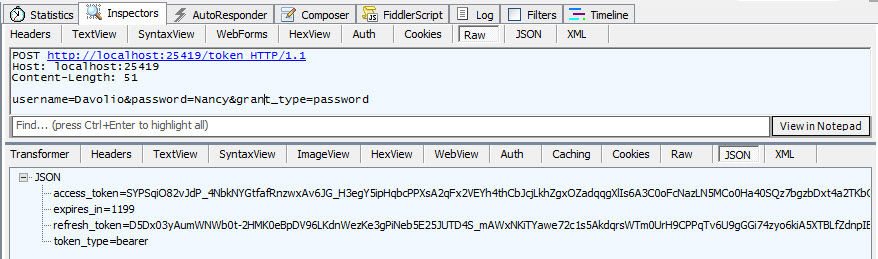 Statistics Inspectors AutoResponder Composer FiddlerScript Log Filters Timeline
Headers TextView SyntaxView WebForms HexView Auth Cookies Raw JSON XML
POST http://localhost:25419/token HTTP/1.1
Host: localhost:25419
Content-Length: 51
username=Davolio&password=Nancy&grant_type=password
Find... (press Ctrl+Enter to highlight all) View in Notepad
Transformer Headers TextView SyntaxView ImageView HexView WebView Auth Caching Cookies Raw JSON XML
JSON
access_token=SYPSqiO82vJdP_4NbkNYGtfafRnzwxAv6JG_H3egY5ipHqbcPPXsA2qFx2VEYh4thCbJcjLkhZgxOZadqqgXlIs6A3C0oFcNazLN5MCo0Ha40SQz7bgzbDxt4a2TKb
expires_in=1199
refresh_token=D5Dx03yAumWNWb0t-2HMK0eBpDV96LKdnWezKe3gPiNeb5E25JUTD4S_mAWxNKiTYawe72c1s5AkdqrsWTm0UrH9CPPqTv6U9gGGi74zyo6kiA5XTBLfZdnpIE
token_type=bearer